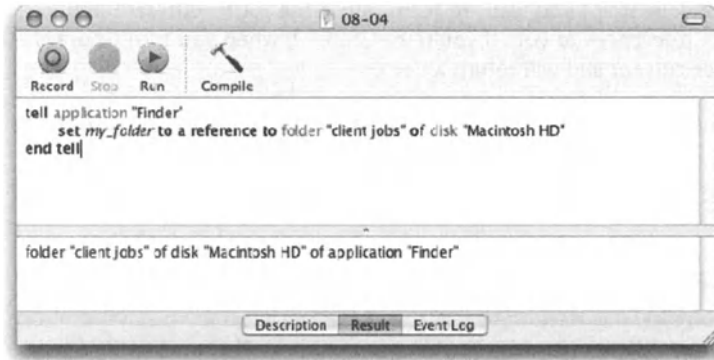 08-04
Record Stop Run Compile
tell application "Finder"
set my_folder to a reference to folder "client jobs" of disk "Macintosh HD"
end tell
folder "client jobs" of disk "Macintosh HD" of application "Finder"
Description Result Event Log